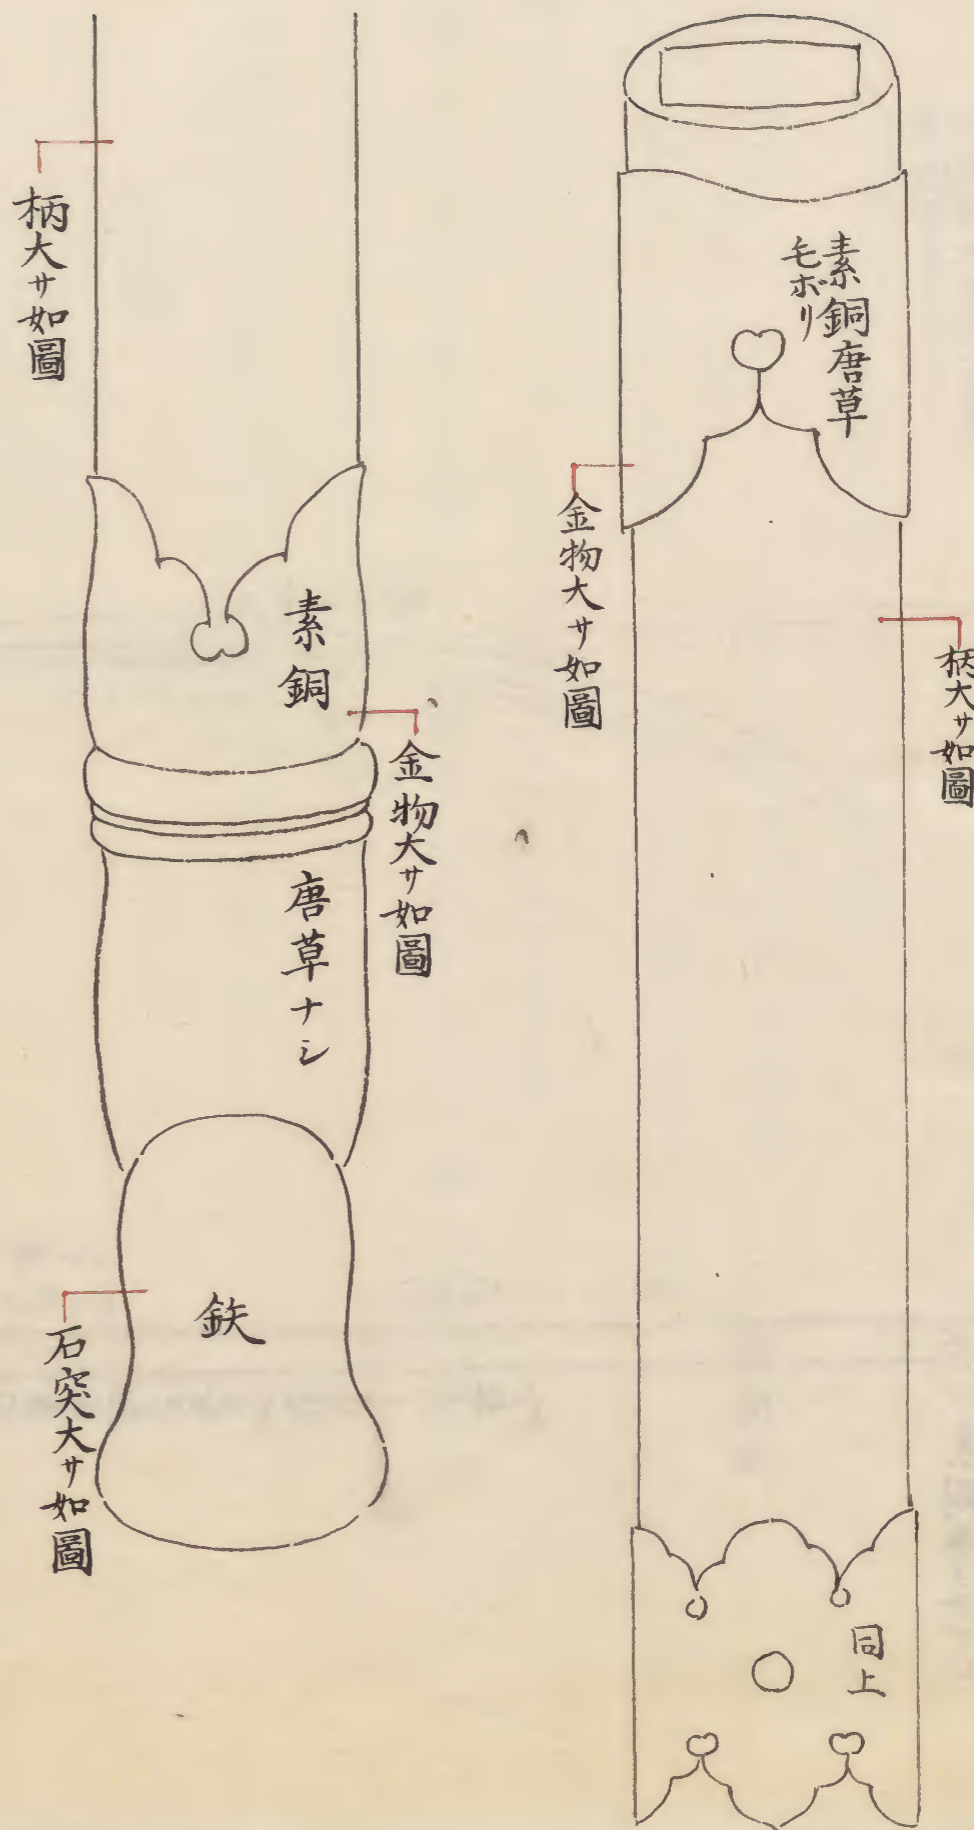 素銅唐草
毛ボリ
金物大サ如圖
柄大サ如圖
同上
柄大サ如圖
素銅
金物大サ如圖
唐草ナシ
鉄
石突大サ如圖